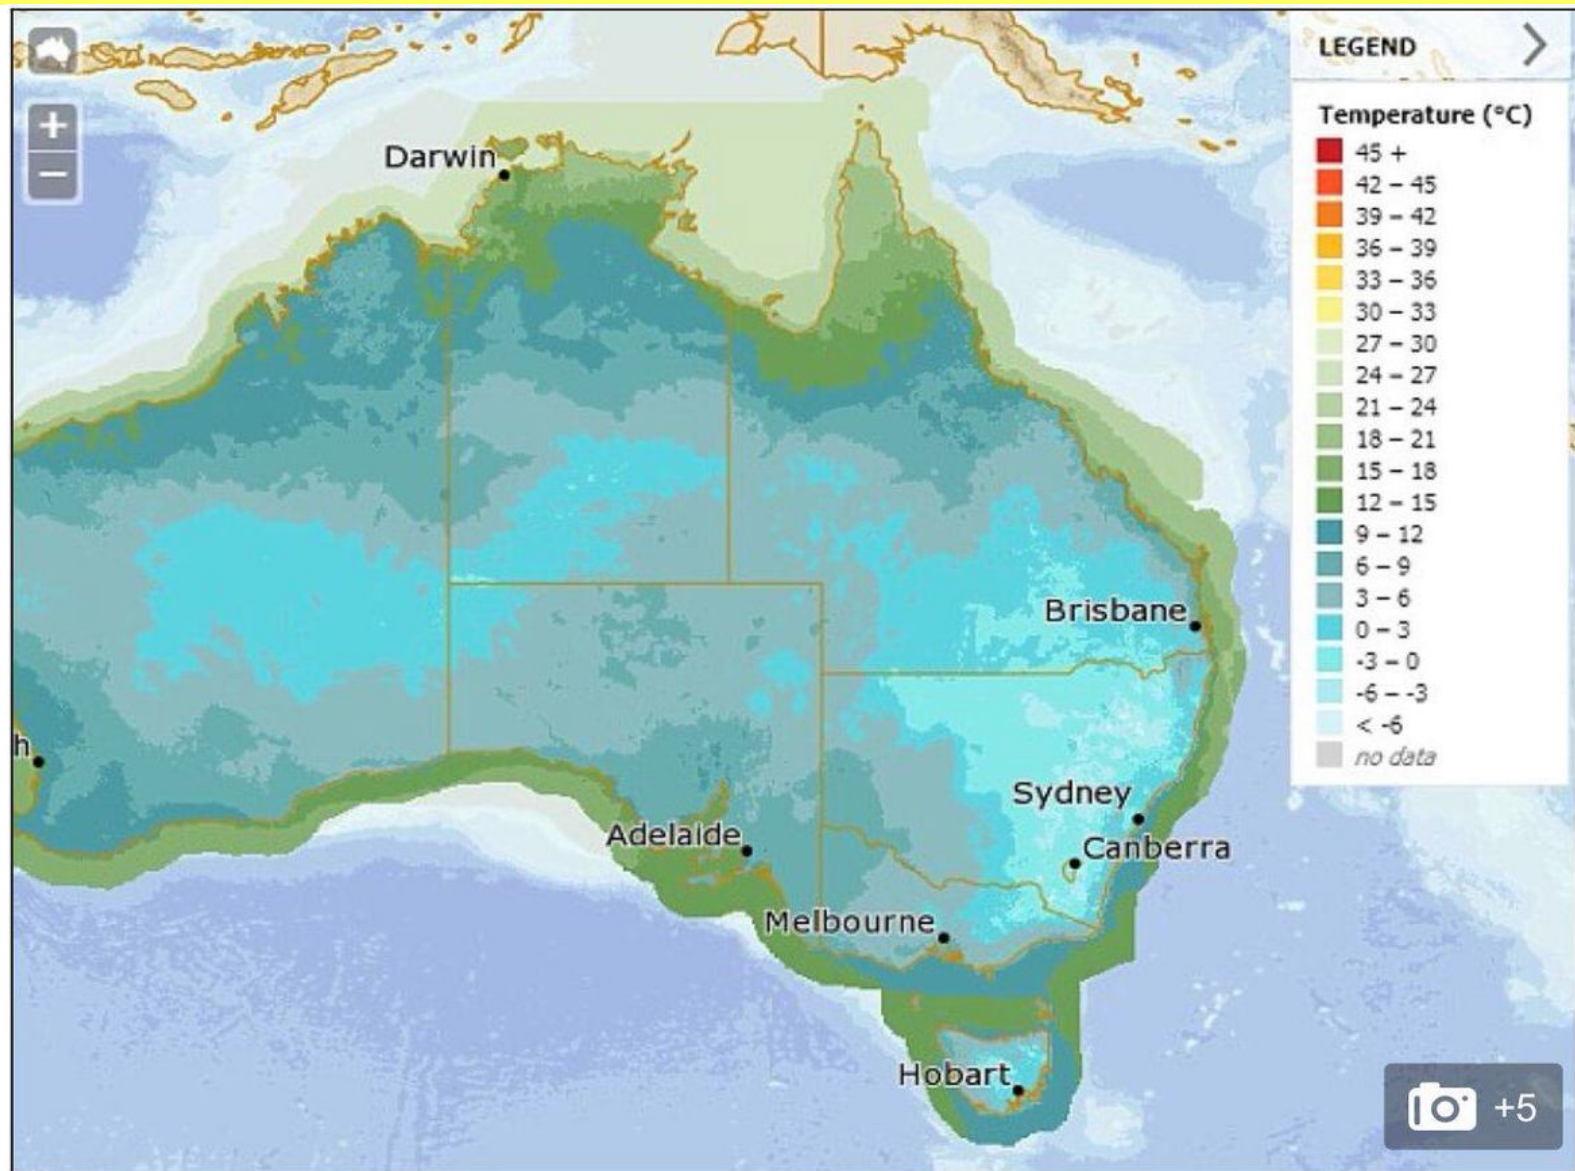 LEGEND
Temperature (°C)
45 +
42 – 45
39 – 42
36 – 39
33 – 36
30 – 33
27 – 30
24 – 27
21 – 24
18 – 21
15 – 18
12 – 15
9 – 12
6 – 9
3 – 6
0 – 3
-3 – 0
-6 – -3
< -6
no data
+
−
Darwin
Brisbane
h
Sydney
Adelaide
Canberra
Melbourne
Hobart
+5